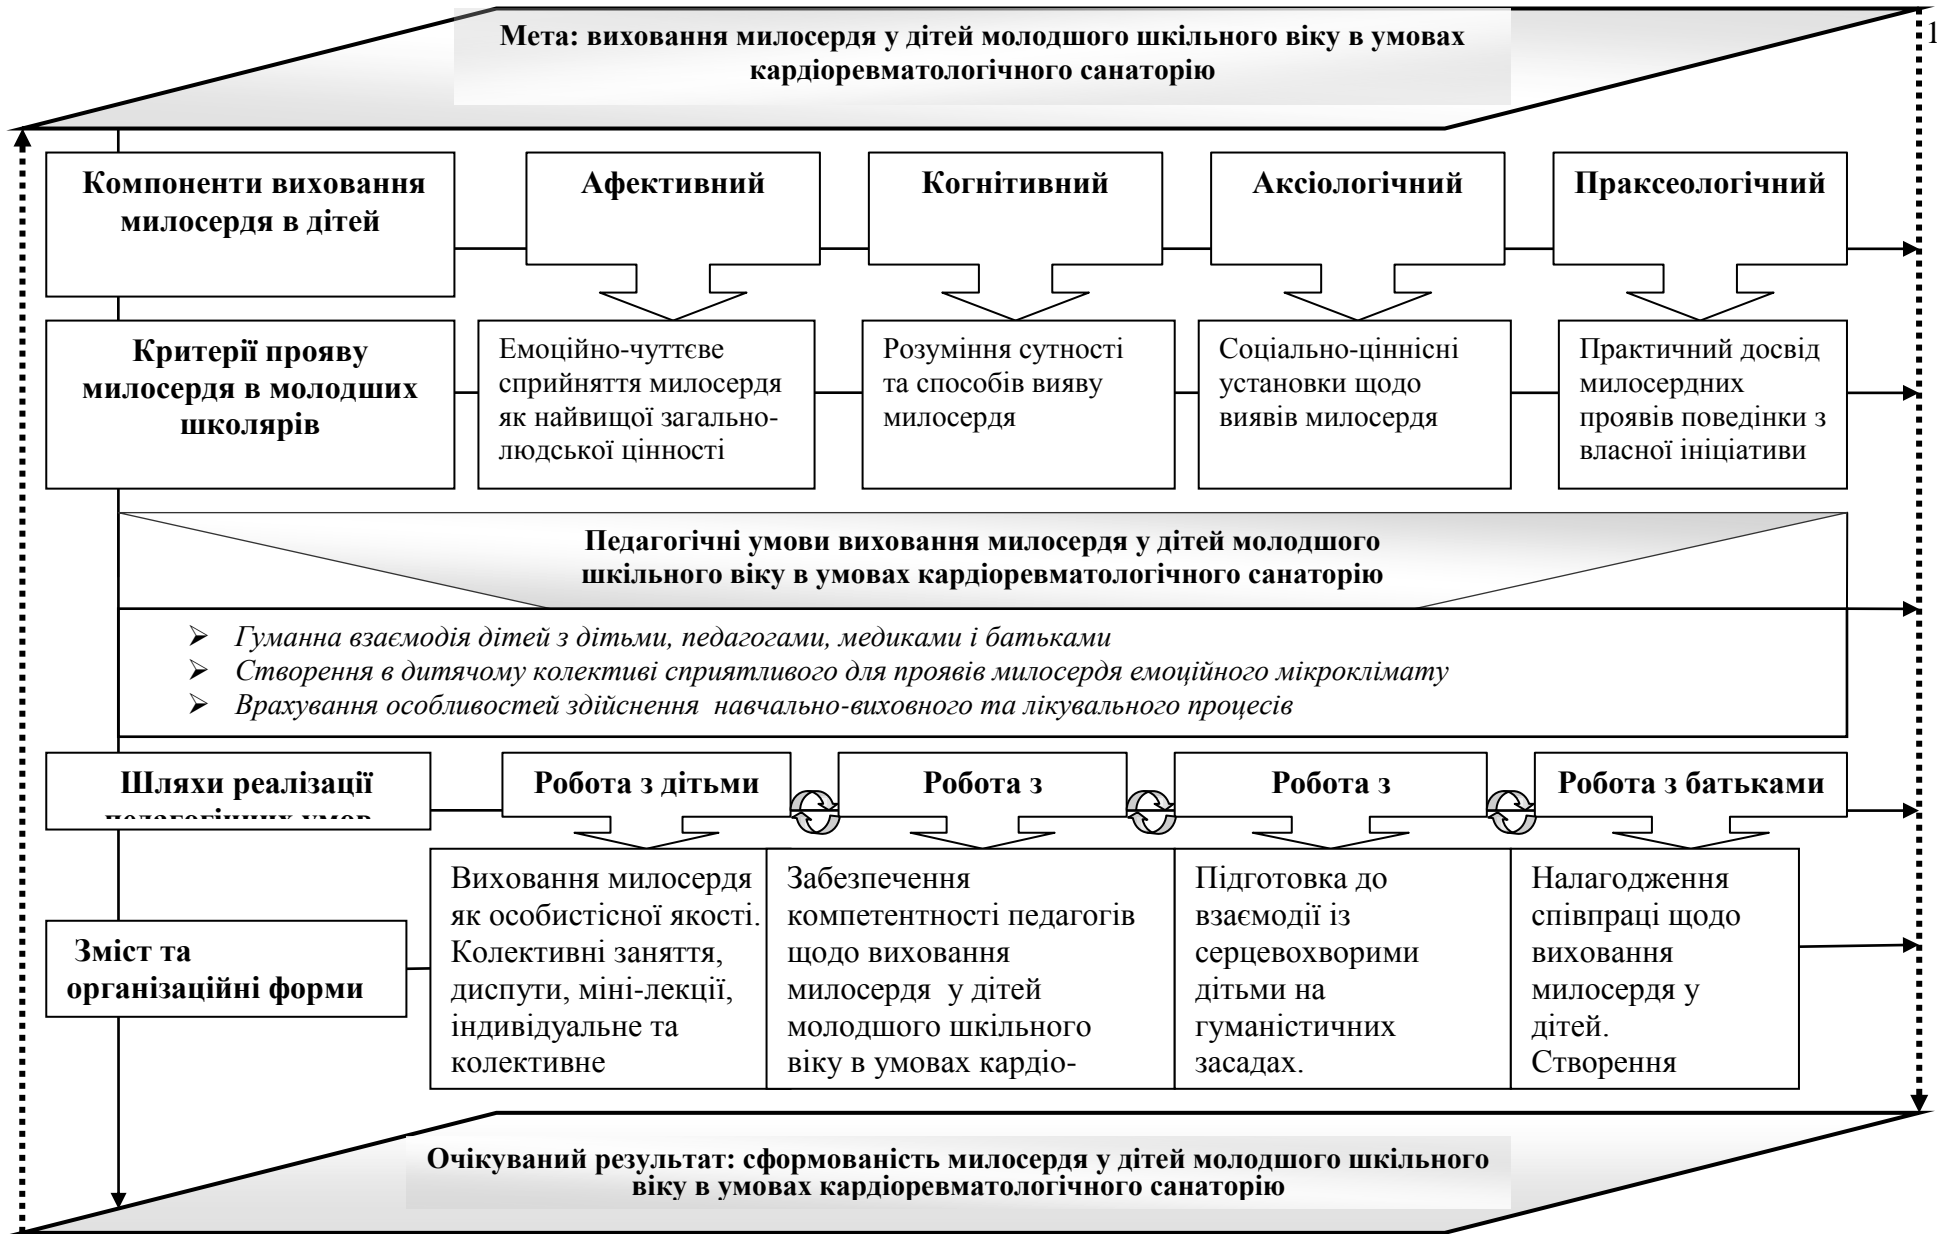 1
Мета: виховання милосердя у дітей молодшого шкільного віку в умовах
кардіоревматологічного санаторію
Компоненти виховання
милосердя в дітей
Афективний
Когнітивний
Аксіологічний
Праксеологічний
Критерії прояву
милосердя в молодших
школярів
Емоційно-чуттєве
сприйняття милосердя
як найвищої загально-
людської цінності
Розуміння сутності
та способів вияву
милосердя
Соціально-ціннісні
установки щодо
виявів милосердя
Практичний досвід
милосердних
проявів поведінки з
власної ініціативи
Педагогічні умови виховання милосердя у дітей молодшого
шкільного віку в умовах кардіоревматологічного санаторію
➢ Гуманна взаємодія дітей з дітьми, педагогами, медиками і батьками
➢ Створення в дитячому колективі сприятливого для проявів милосердя емоційного мікроклімату
➢ Врахування особливостей здійснення навчально-виховного та лікувального процесів
Шляхи реалізації
педагогічних умов
Робота з дітьми
Робота з
Робота з
Робота з батьками
Зміст та
організаційні форми
Виховання милосердя
як особистісної якості.
Колективні заняття,
диспути, міні-лекції,
індивідуальне та
колективне
Забезпечення
компетентності педагогів
щодо виховання
милосердя у дітей
молодшого шкільного
віку в умовах кардіо-
Підготовка до
взаємодії із
серцевохворими
дітьми на
гуманістичних
засадах.
Налагодження
співпраці щодо
виховання
милосердя у
дітей.
Створення
Очікуваний результат: сформованість милосердя у дітей молодшого шкільного
віку в умовах кардіоревматологічного санаторію